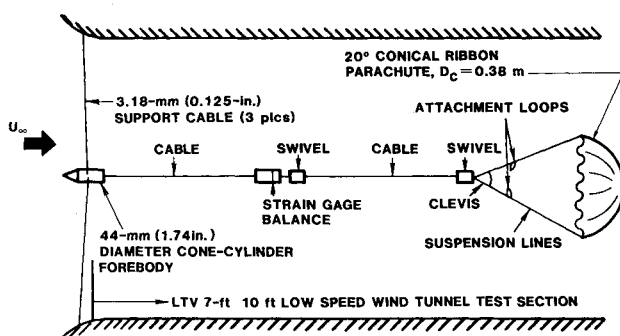 20° CONICAL RIBBON
PARACHUTE, Dc=0.38 m
3.18-mm (0.125-in.)
SUPPORT CABLE (3 plcs)
ATTACHMENT LOOPS
U∞
CABLE
SWIVEL
CABLE
SWIVEL
STRAIN GAGE
BALANCE
CLEVIS
44-mm (1.74in.)
DIAMETER CONE-CYLINDER
FOREBODY
SUSPENSION LINES
LTV 7-ft 10 ft LOW SPEED WIND TUNNEL TEST SECTION